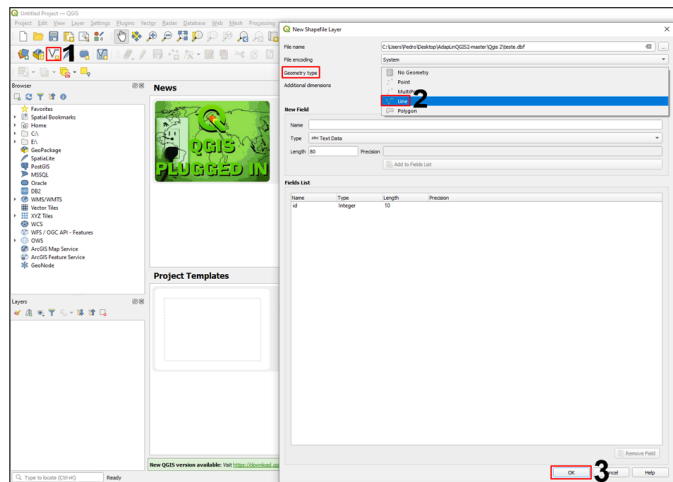 Untitled Project — QGIS
Project Edit View Layer Settings Plugins Vector Raster Database Web Mesh Processing
1
Browser
Favorites
Spatial Bookmarks
Home
C:\
E:\
GeoPackage
SpatiaLite
PostGIS
MSSQL
Oracle
DB2
WMS/WMTS
Vector Tiles
XYZ Tiles
WCS
WFS / OGC API - Features
OWS
ArcGIS Map Service
ArcGIS Feature Service
GeoNode
Layers
News
QGIS
PLUGGED IN
Project Templates
New QGIS version available: Visit https://download.qg
Type to locate (Ctrl+K)
Ready
New Shapefile Layer
File name
C:\Users\Pedro\Desktop\AdaplinQGIS2-master\Qgis 2\teste.dbf
...
File encoding
System
Geometry type
No Geometry
Additional dimensions
Point
Line
2
Polygon
New Field
Name
Type
abc Text Data
Length
80
Precision
Add to Fields List
Fields List
Name Type Length Precision
id Integer 10
Remove Field
OK
3
Help